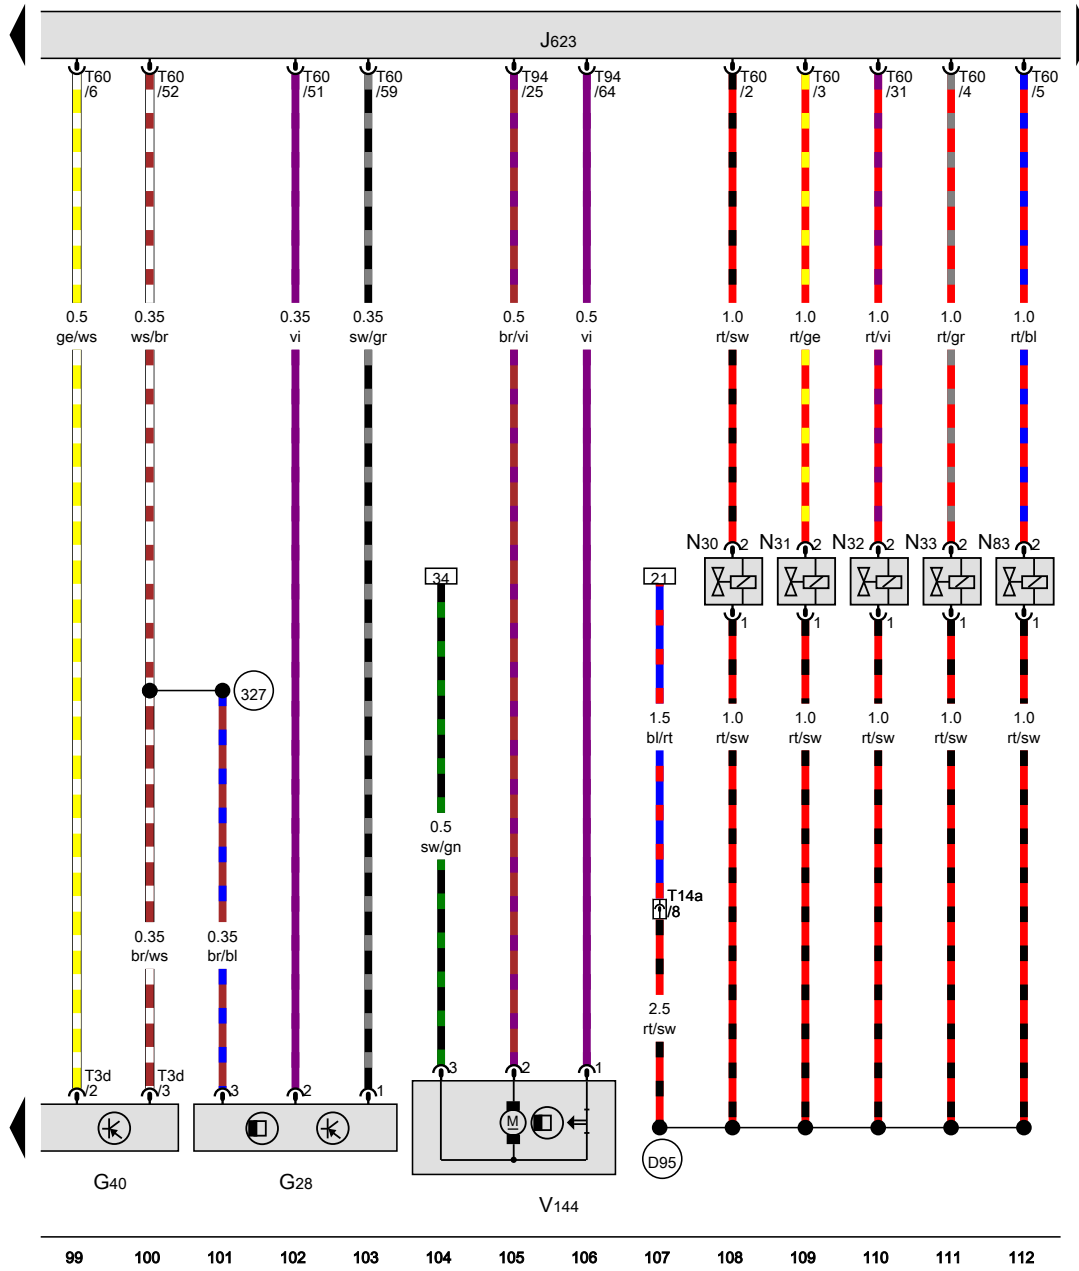 J623
T60 T60 T60 T60 T94 T94 T60 T60 T60 T60 T60
/6 /52 /51 /59 /25 /64 /2 /3 /31 /4 /5
0.5 0.35 0.35 0.35 0.5 0.5 1.0 1.0 1.0 1.0 1.0
ge/ws ws/br vi sw/gr br/vi vi rt/sw rt/ge rt/vi rt/gr rt/bl
N30 2 N31 2 N32 2 N33 2 N83 2
34 21
1 1 1 1 1
327
1.5 1.0 1.0 1.0 1.0 1.0
bl/rt rt/sw rt/sw rt/sw rt/sw rt/sw
0.5
sw/gn
T14a
/8
0.35 0.35
br/ws br/bl
2.5
rt/sw
3 2 1
T3d T3d
/2 /3 3 2 1
M
D95
G40 G28
V144
99 100 101 102 103 104 105 106 107 108 109 110 111 112